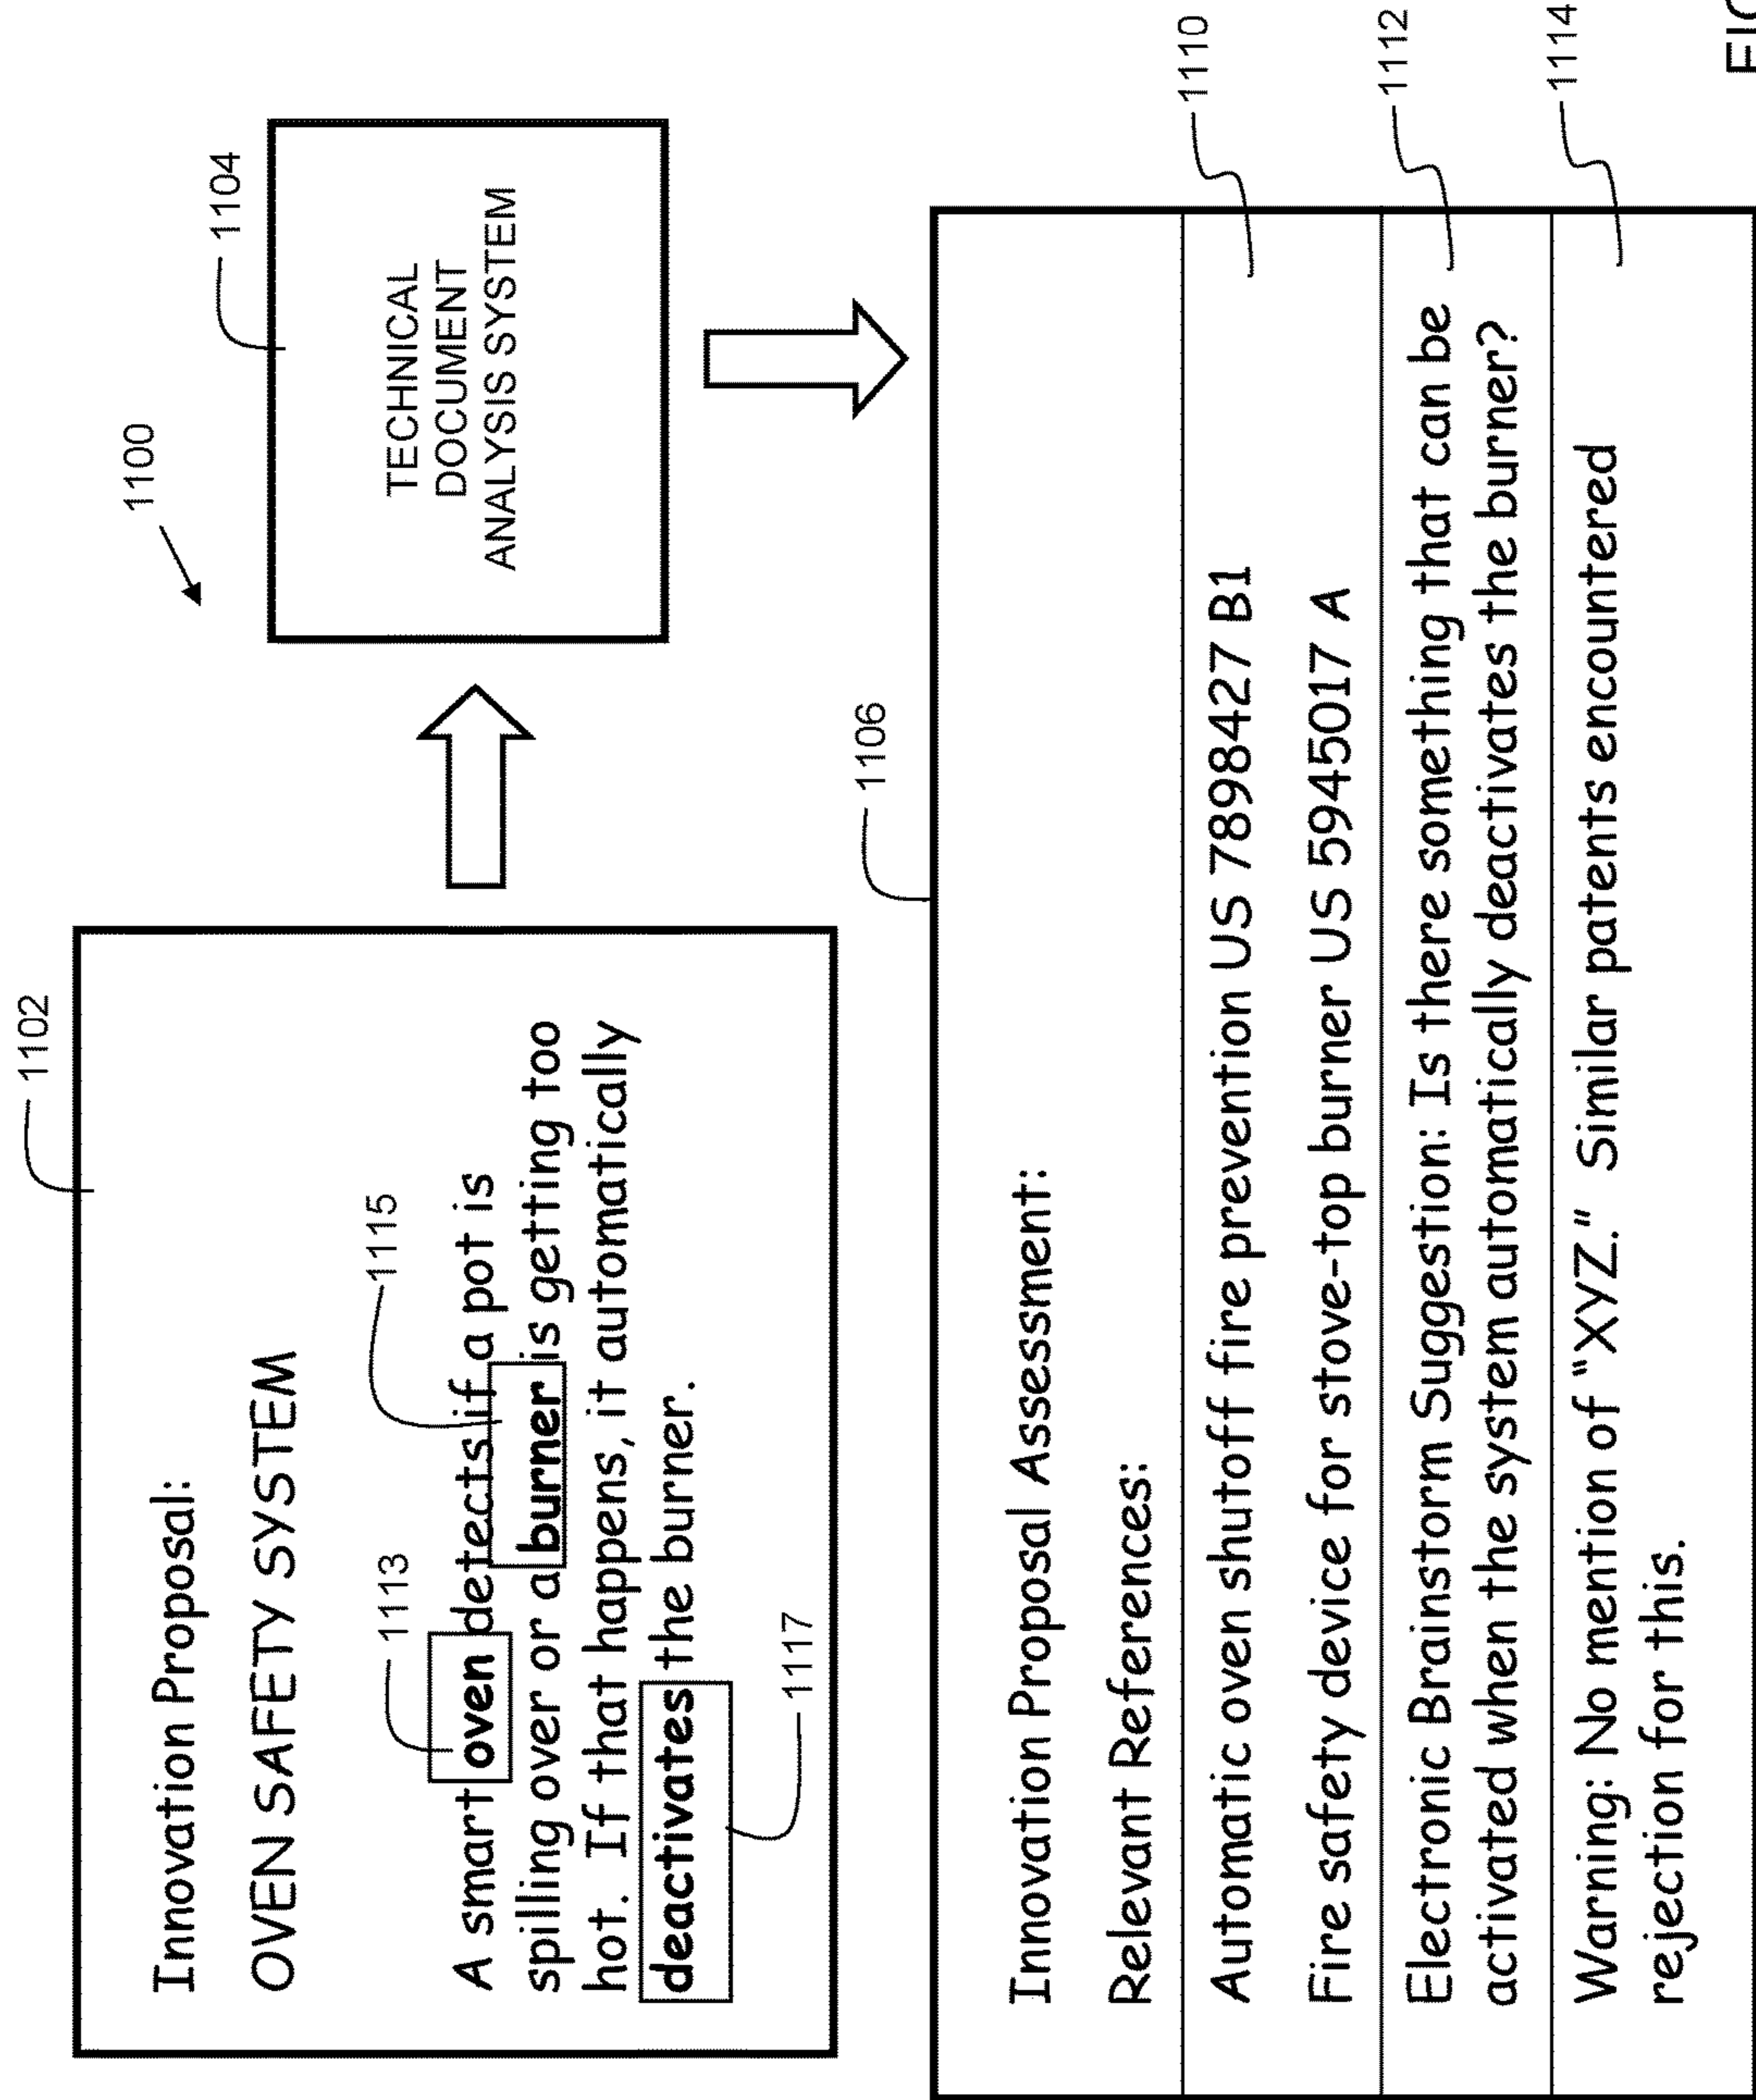 1100
1102
Innovation Proposal:
OVEN SAFETY SYSTEM
1113
1115
A smart oven detects if a pot is
spilling over or a burner is getting too
hot. If that happens, it automatically
deactivates the burner.
1117
1104
TECHNICAL
DOCUMENT
ANALYSIS SYSTEM
1106
Innovation Proposal Assessment:
Relevant References:
Automatic oven shutoff fire prevention US 7898427 B1
Fire safety device for stove-top burner US 5945017 A
1110
Electronic Brainstorm Suggestion: Is there something that can be
activated when the system automatically deactivates the burner?
1112
Warning: No mention of "XYZ." Similar patents encountered
rejection for this.
1114